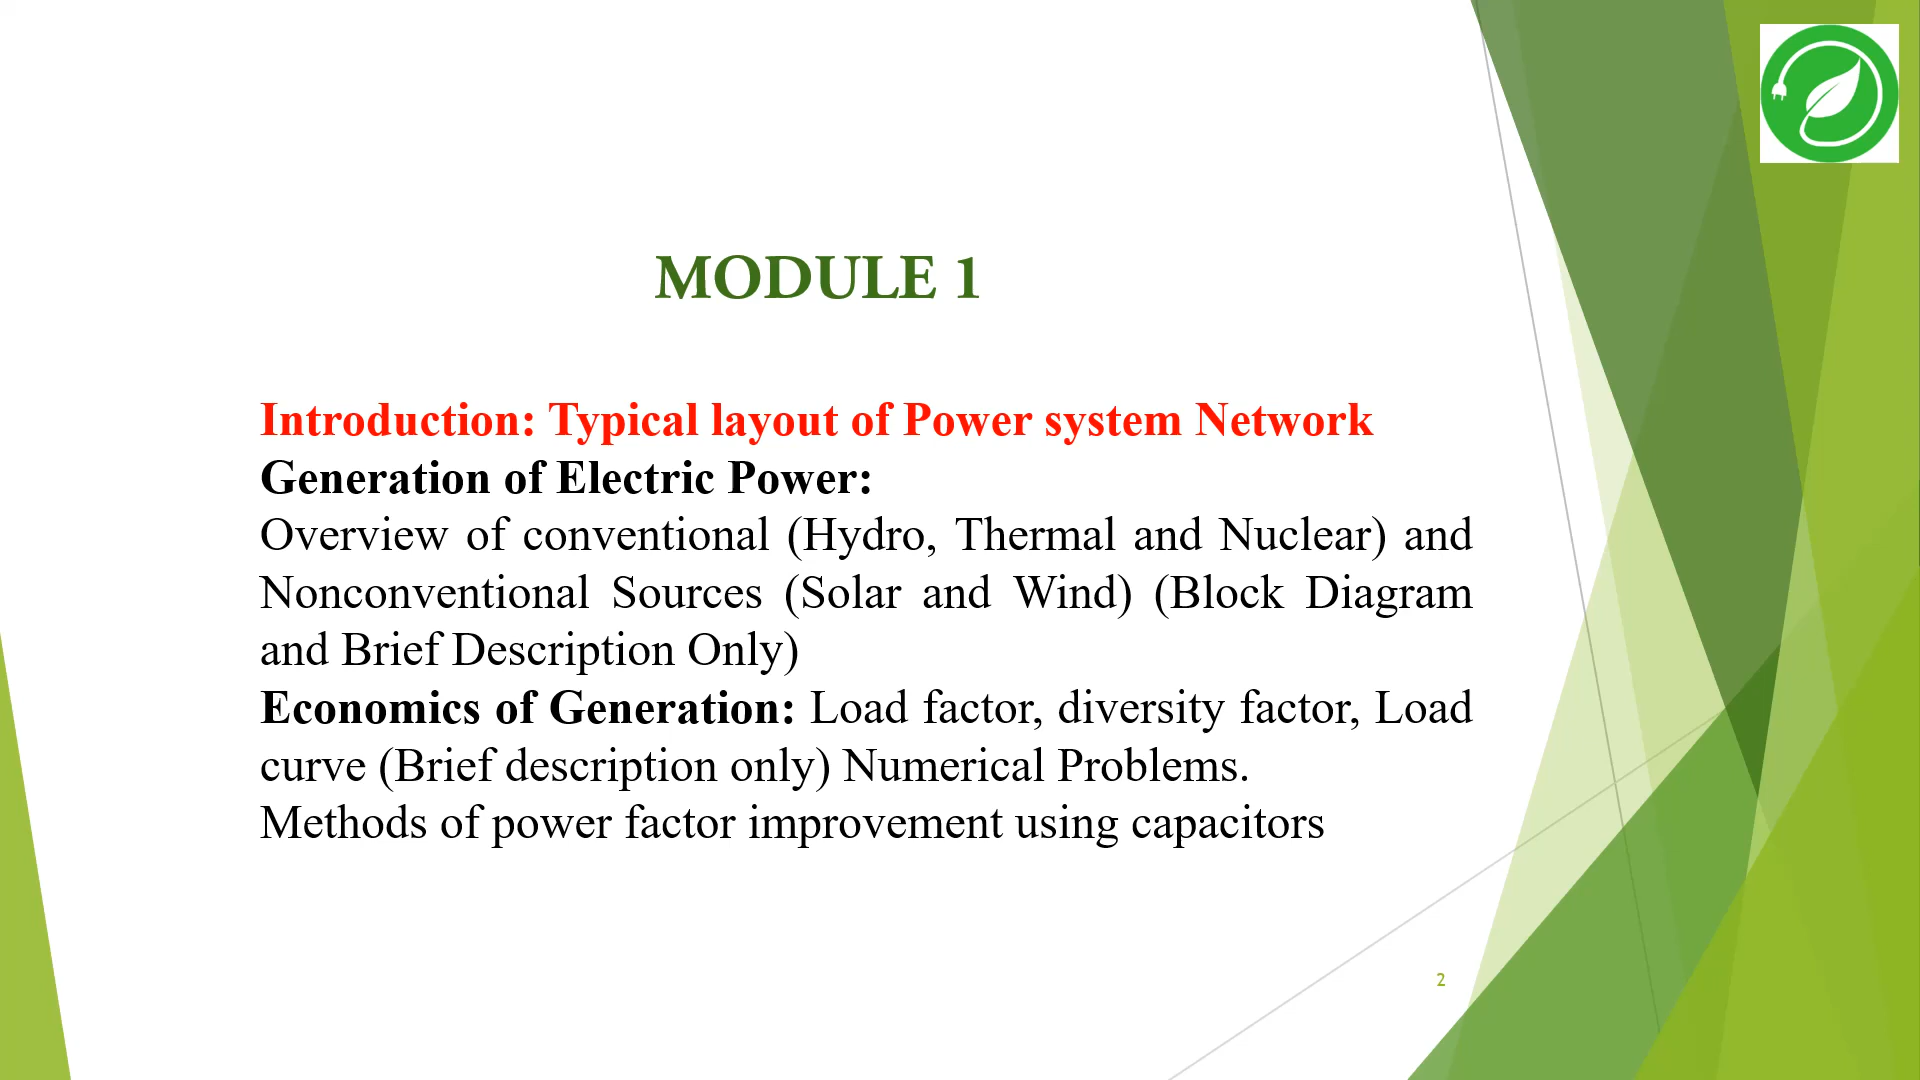 MODULE 1
Introduction: Typical layout of Power system Network
Generation of Electric Power:
Overview of conventional (Hydro, Thermal and Nuclear) and
Nonconventional Sources (Solar and Wind) (Block Diagram
and Brief Description Only)
Economics of Generation: Load factor, diversity factor, Load
curve (Brief description only) Numerical Problems.
Methods of power factor improvement using capacitors
2